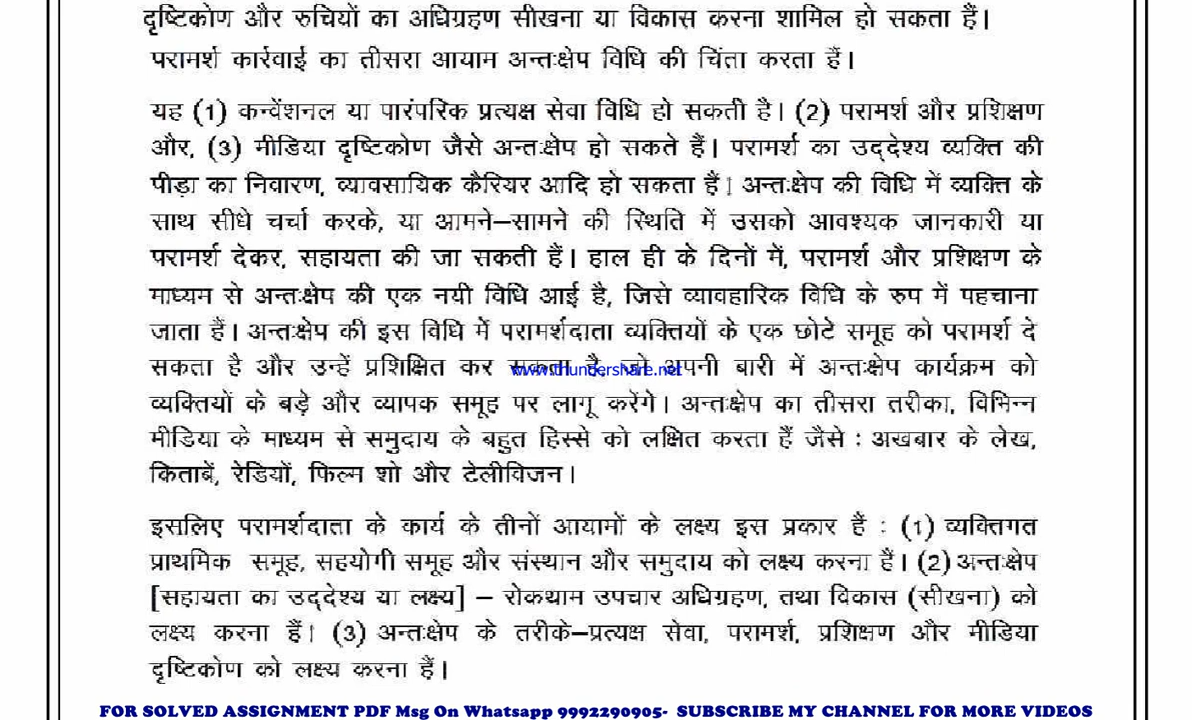 दृष्टिकोण और रुचियों का अधिग्रहण सीखना या विकास करना शामिल हो सकता हैं।
परामर्श कार्रवाई का तीसरा आयाम अन्तःक्षेप विधि की चिंता करता हैं।
यह (1) कन्वेंशनल या पारंपरिक प्रत्यक्ष सेवा विधि हो सकती है। (2) परामर्श और प्रशिक्षण
और, (3) मीडिया दृष्टिकोण जैसे अन्तःक्षेप हो सकते हैं। परामर्श का उद्देश्य व्यक्ति की
पीड़ा का निवारण, व्यावसायिक कैरियर आदि हो सकता हैं। अन्तःक्षेप की विधि में व्यक्ति के
साथ सीधे चर्चा करके, या आमने–सामने की स्थिति में उसको आवश्यक जानकारी या
परामर्श देकर, सहायता की जा सकती हैं। हाल ही के दिनों में, परामर्श और प्रशिक्षण के
माध्यम से अन्तःक्षेप की एक नयी विधि आई है, जिसे व्यावहारिक विधि के रुप में पहचाना
जाता हैं। अन्तःक्षेप की इस विधि में परामर्शदाता व्यक्तियों के एक छोटे समूह को परामर्श दे
सकता है और उन्हें प्रशिक्षित कर सकता है, जो अपनी बारी में अन्तःक्षेप कार्यक्रम को
www.thundershare.net
व्यक्तियों के बड़े और व्यापक समूह पर लागू करेंगे। अन्तःक्षेप का तीसरा तरीका, विभिन्न
मीडिया के माध्यम से समुदाय के बहुत हिस्से को लक्षित करता हैं जैसे : अखबार के लेख,
किताबें, रेडियों, फिल्म शो और टेलीविजन।
इसलिए परामर्शदाता के कार्य के तीनों आयामों के लक्ष्य इस प्रकार हैं : (1) व्यक्तिगत
प्राथमिक समूह, सहयोगी समूह और संस्थान और समुदाय को लक्ष्य करना हैं। (2) अन्तःक्षेप
[सहायता का उद्देश्य या लक्ष्य] – रोकथाम उपचार अधिग्रहण, तथा विकास (सीखना) को
लक्ष्य करना हैं। (3) अन्तःक्षेप के तरीके–प्रत्यक्ष सेवा, परामर्श, प्रशिक्षण और मीडिया
दृष्टिकोण को लक्ष्य करना हैं।
FOR SOLVED ASSIGNMENT PDF Msg On Whatsapp 9992290905- SUBSCRIBE MY CHANNEL FOR MORE VIDEOS